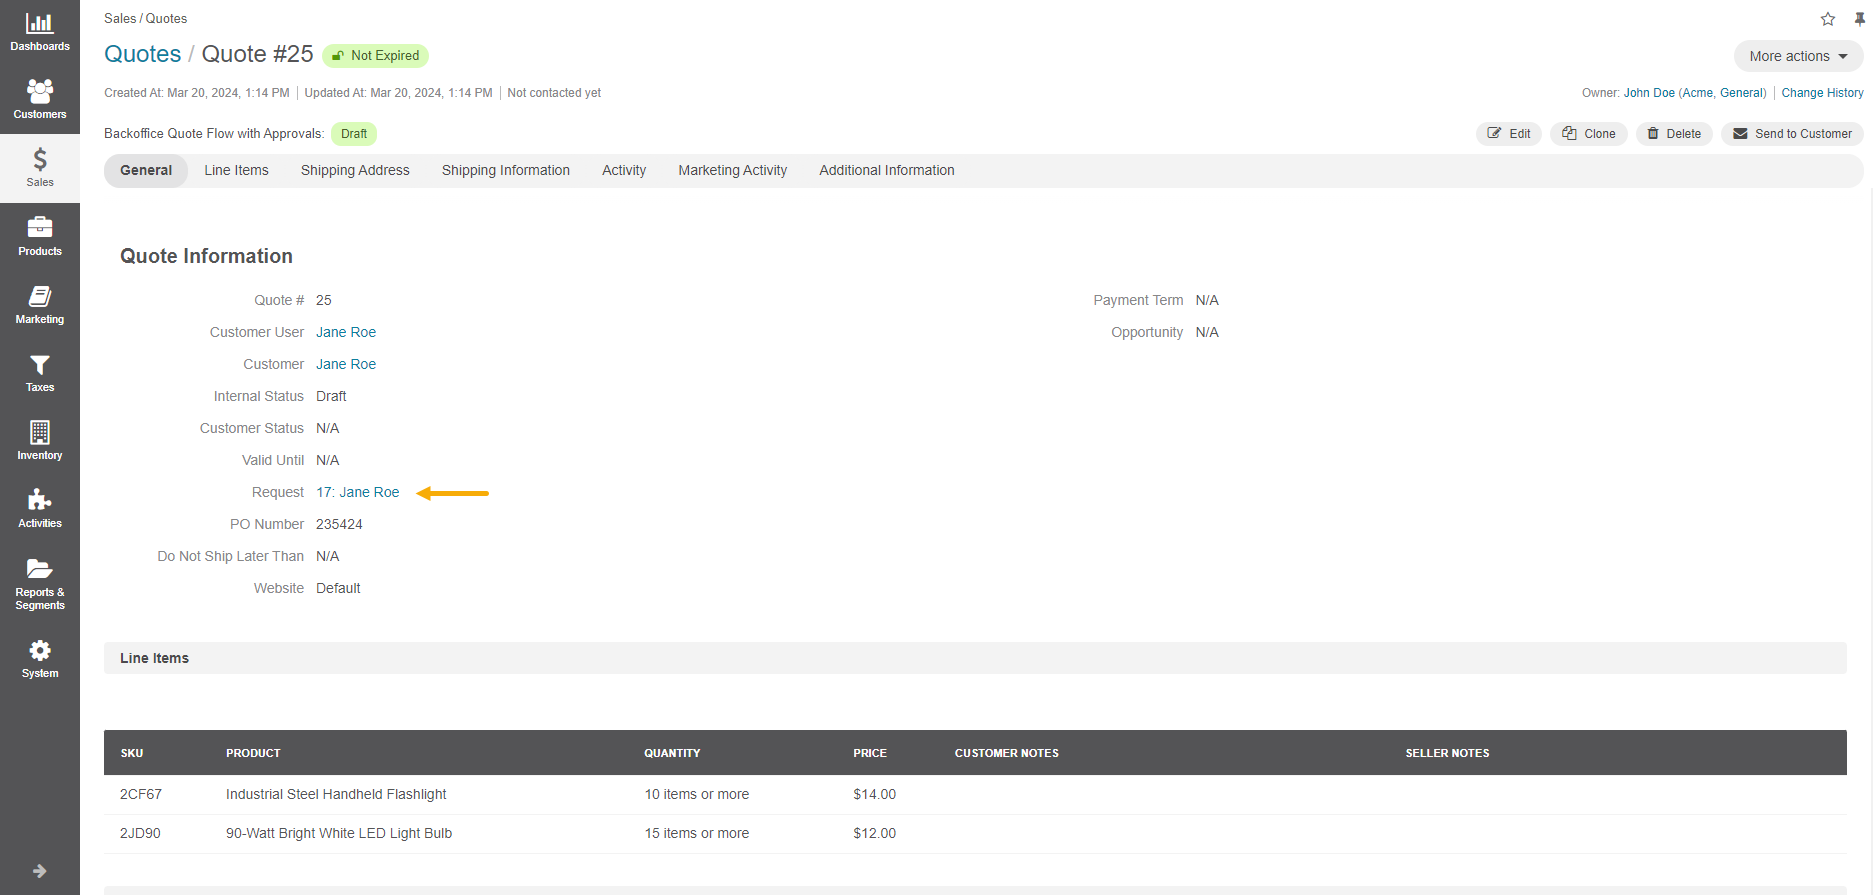 Dashboards
Customers
Sales
Products
Marketing
Taxes
Inventory
Activities
Reports &
Segments
System
Sales / Quotes
Quotes / Quote #25 Not Expired
More actions
Created At: Mar 20, 2024, 1:14 PM Updated At: Mar 20, 2024, 1:14 PM Not contacted yet
Owner: John Doe (Acme, General) Change History
Backoffice Quote Flow with Approvals: Draft
Edit Clone Delete Send to Customer
General Line Items Shipping Address Shipping Information Activity Marketing Activity Additional Information
Quote Information
Quote # 25
Customer User Jane Roe
Customer Jane Roe
Internal Status Draft
Customer Status N/A
Valid Until N/A
Request 17: Jane Roe
PO Number 235424
Do Not Ship Later Than N/A
Website Default
Payment Term N/A
Opportunity N/A
Line Items
SKU PRODUCT QUANTITY PRICE CUSTOMER NOTES SELLER NOTES
2CF67 Industrial Steel Handheld Flashlight 10 items or more $14.00
2JD90 90-Watt Bright White LED Light Bulb 15 items or more $12.00